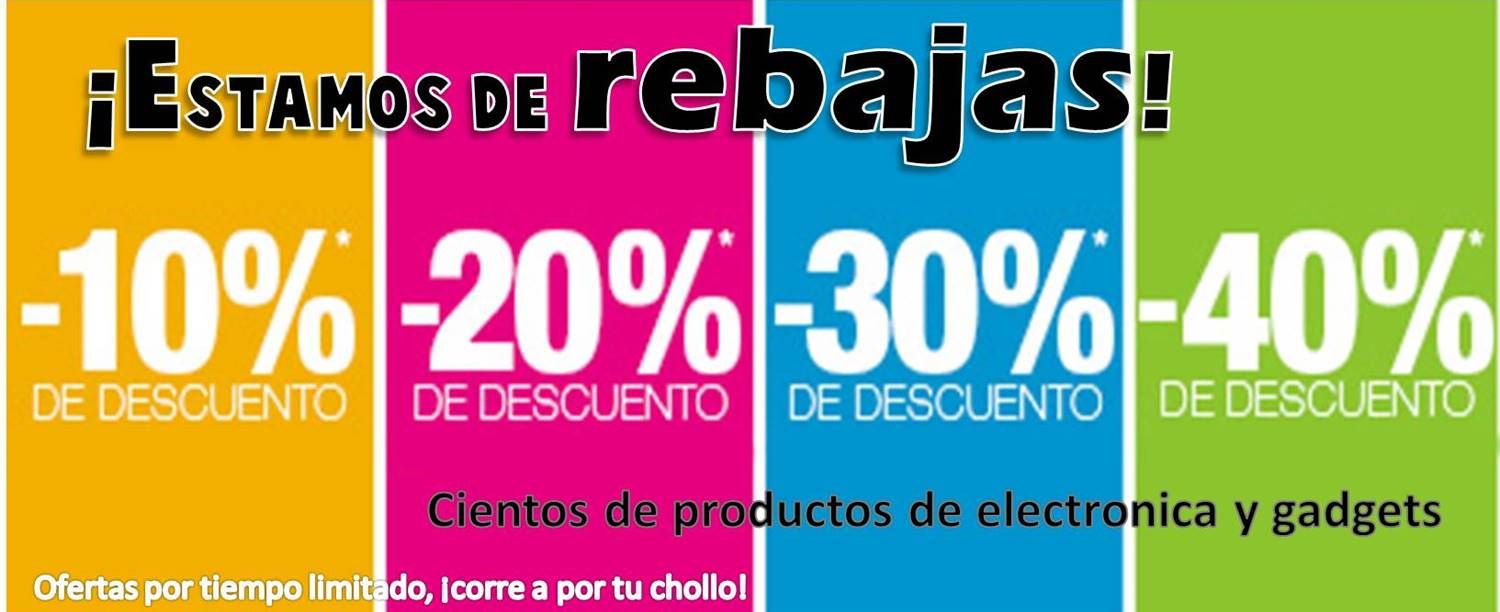 ¡ESTAMOS DE rebajas!
-10%* -20%* -30%* -40%*
DE DESCUENTO DE DESCUENTO DE DESCUENTO DE DESCUENTO
Cientos de productos de electronica y gadgets
Ofertas por tiempo limitado, ¡corre a por tu chollo!